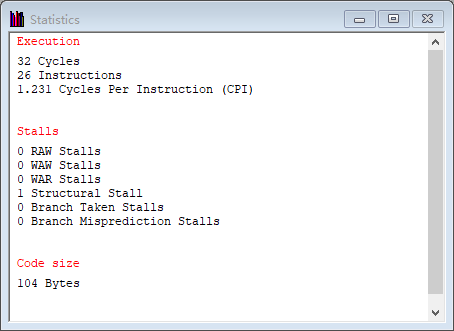 Statistics
Execution
32 Cycles
26 Instructions
1.231 Cycles Per Instruction (CPI)
Stalls
0 RAW Stalls
0 WAW Stalls
0 WAR Stalls
1 Structural Stall
0 Branch Taken Stalls
0 Branch Misprediction Stalls
Code size
104 Bytes